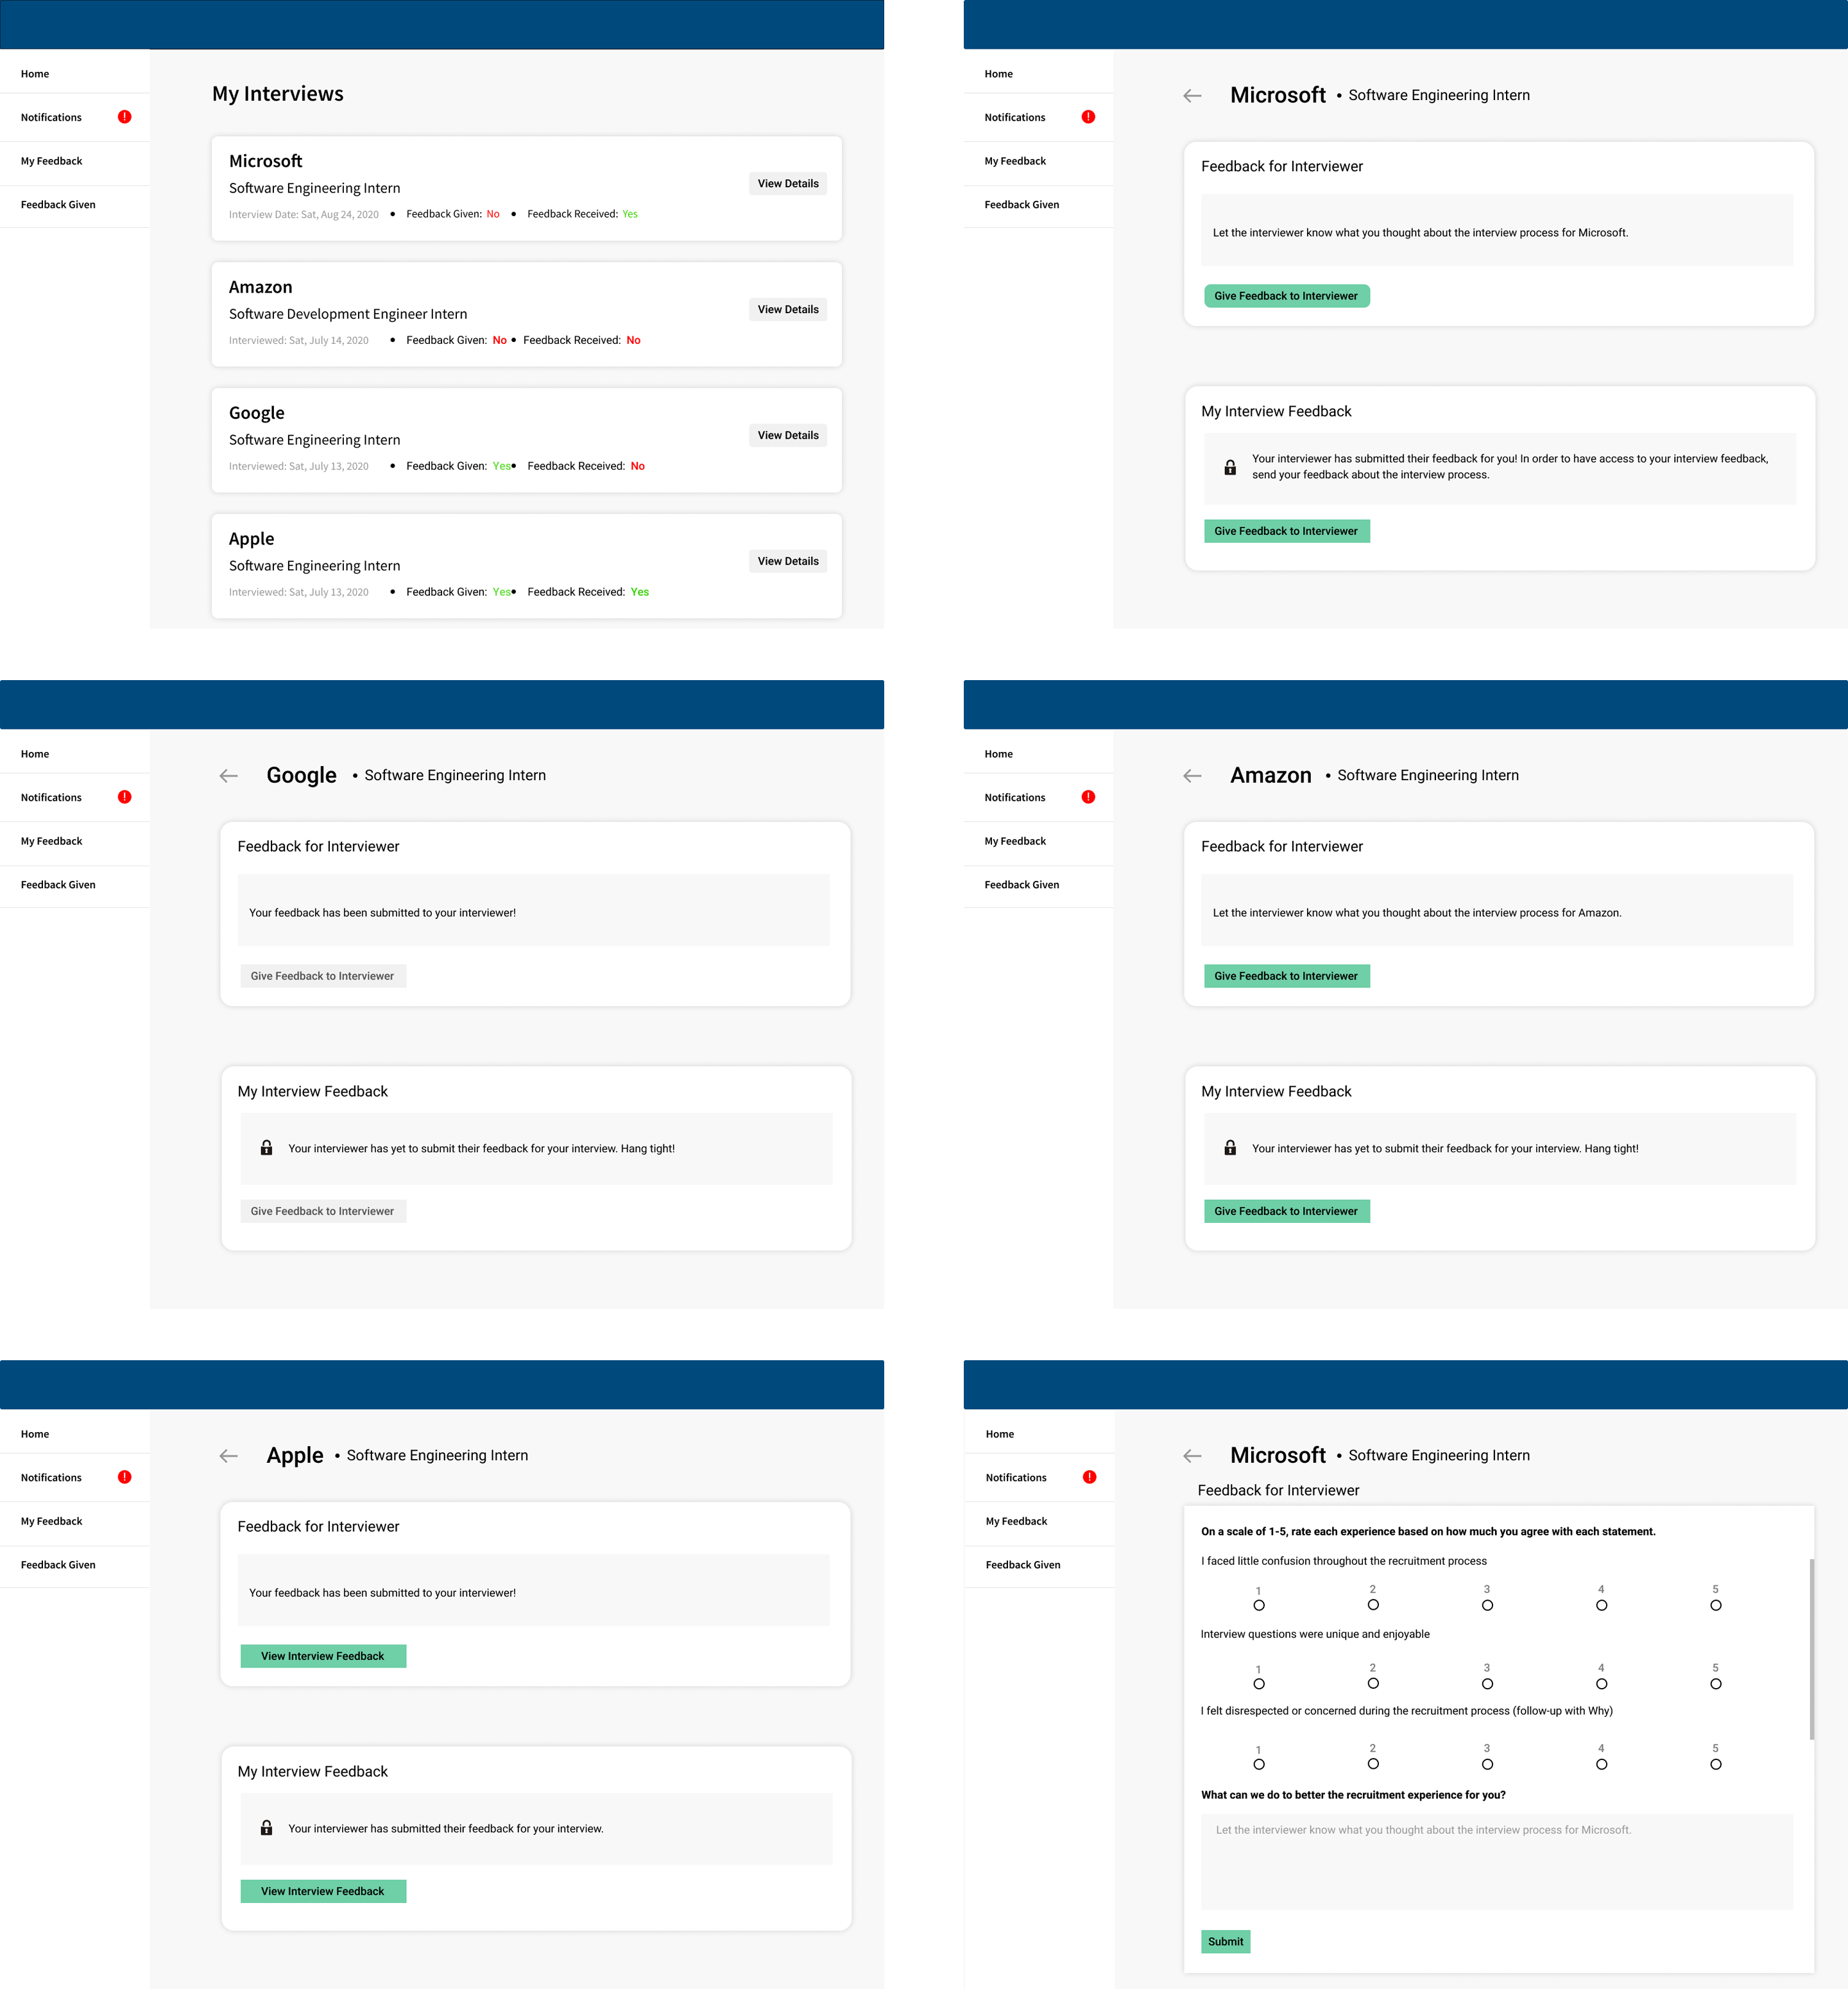 Home
Notifications
!
My Feedback
Feedback Given
My Interviews
Microsoft
Software Engineering Intern
Interview Date: Sat, Aug 24, 2020 • Feedback Given: No • Feedback Received: Yes
View Details
Amazon
Software Development Engineer Intern
Interviewed: Sat, July 14, 2020 • Feedback Given: No • Feedback Received: No
View Details
Google
Software Engineering Intern
Interviewed: Sat, July 13, 2020 • Feedback Given: Yes• Feedback Received: No
View Details
Apple
Software Engineering Intern
Interviewed: Sat, July 13, 2020 • Feedback Given: Yes• Feedback Received: Yes
View Details
Home
Notifications
!
My Feedback
Feedback Given
Microsoft • Software Engineering Intern
Feedback for Interviewer
Let the interviewer know what you thought about the interview process for Microsoft.
Give Feedback to Interviewer
My Interview Feedback
Your interviewer has submitted their feedback for you! In order to have access to your interview feedback,
send your feedback about the interview process.
Give Feedback to Interviewer
Home
Notifications
!
My Feedback
Feedback Given
Google • Software Engineering Intern
Feedback for Interviewer
Your feedback has been submitted to your interviewer!
Give Feedback to Interviewer
My Interview Feedback
Your interviewer has yet to submit their feedback for your interview. Hang tight!
Give Feedback to Interviewer
Home
Notifications
!
My Feedback
Feedback Given
Amazon • Software Engineering Intern
Feedback for Interviewer
Let the interviewer know what you thought about the interview process for Amazon.
Give Feedback to Interviewer
My Interview Feedback
Your interviewer has yet to submit their feedback for your interview. Hang tight!
Give Feedback to Interviewer
Home
Notifications
!
My Feedback
Feedback Given
Apple • Software Engineering Intern
Feedback for Interviewer
Your feedback has been submitted to your interviewer!
View Interview Feedback
My Interview Feedback
Your interviewer has submitted their feedback for your interview.
View Interview Feedback
Home
Notifications
!
My Feedback
Feedback Given
Microsoft • Software Engineering Intern
Feedback for Interviewer
On a scale of 1-5, rate each experience based on how much you agree with each statement.
I faced little confusion throughout the recruitment process
1 2 3 4 5
Interview questions were unique and enjoyable
1 2 3 4 5
I felt disrespected or concerned during the recruitment process (follow-up with Why)
1 2 3 4 5
What can we do to better the recruitment experience for you?
Let the interviewer know what you thought about the interview process for Microsoft.
Submit